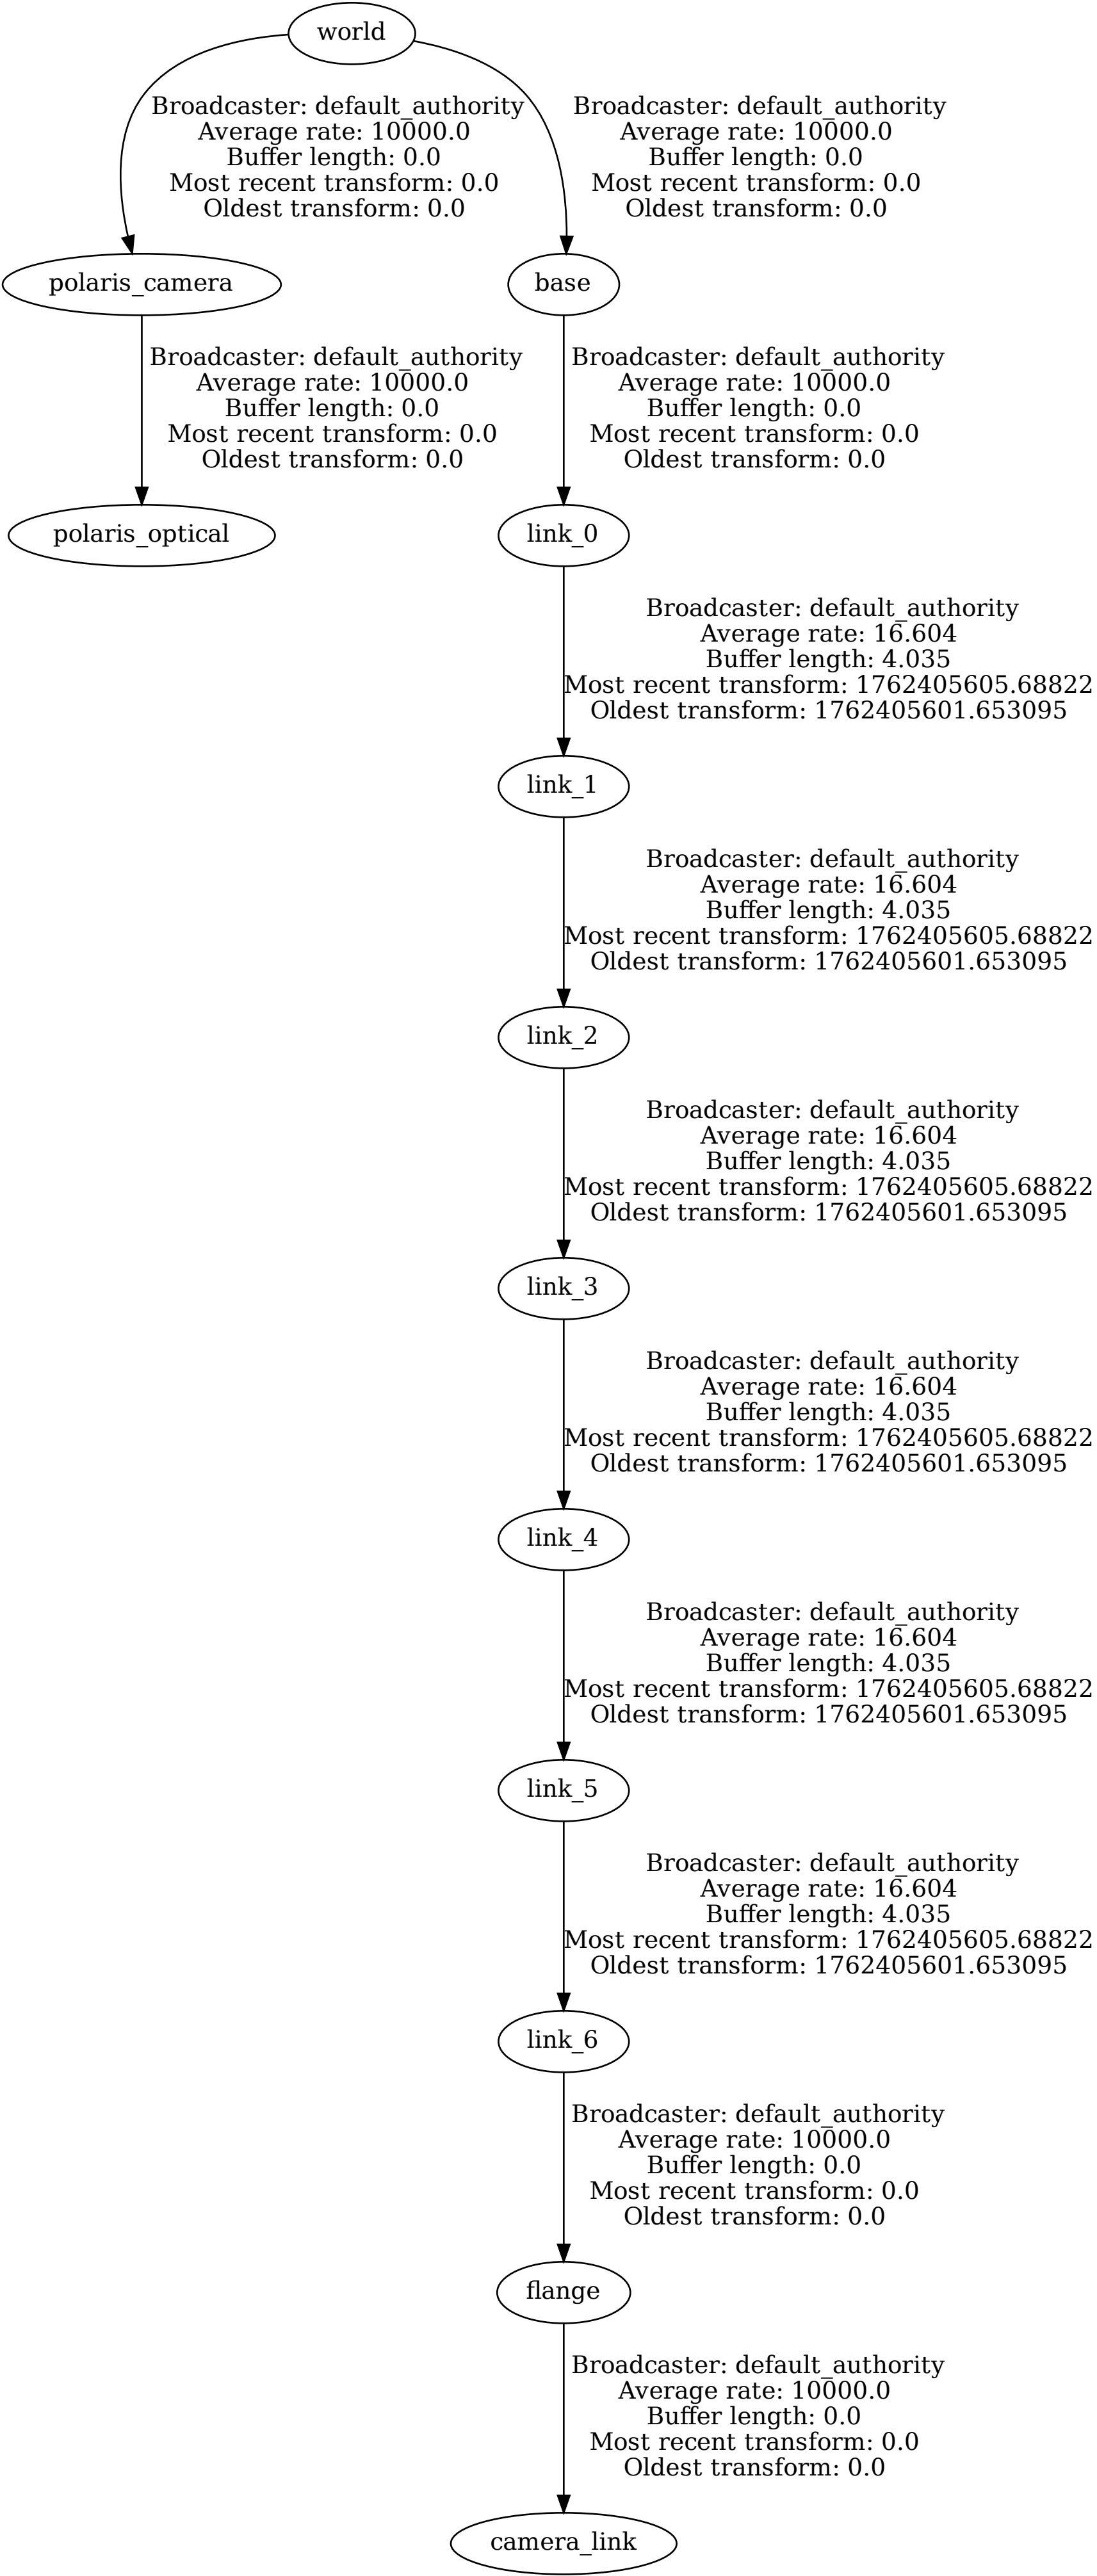 world
Broadcaster: default_authority
Average rate: 10000.0
Buffer length: 0.0
Most recent transform: 0.0
Oldest transform: 0.0
Broadcaster: default_authority
Average rate: 10000.0
Buffer length: 0.0
Most recent transform: 0.0
Oldest transform: 0.0
polaris_camera
base
Broadcaster: default_authority
Average rate: 10000.0
Buffer length: 0.0
Most recent transform: 0.0
Oldest transform: 0.0
Broadcaster: default_authority
Average rate: 10000.0
Buffer length: 0.0
Most recent transform: 0.0
Oldest transform: 0.0
polaris_optical
link_0
Broadcaster: default_authority
Average rate: 16.604
Buffer length: 4.035
Most recent transform: 1762405605.68822
Oldest transform: 1762405601.653095
link_1
Broadcaster: default_authority
Average rate: 16.604
Buffer length: 4.035
Most recent transform: 1762405605.68822
Oldest transform: 1762405601.653095
link_2
Broadcaster: default_authority
Average rate: 16.604
Buffer length: 4.035
Most recent transform: 1762405605.68822
Oldest transform: 1762405601.653095
link_3
Broadcaster: default_authority
Average rate: 16.604
Buffer length: 4.035
Most recent transform: 1762405605.68822
Oldest transform: 1762405601.653095
link_4
Broadcaster: default_authority
Average rate: 16.604
Buffer length: 4.035
Most recent transform: 1762405605.68822
Oldest transform: 1762405601.653095
link_5
Broadcaster: default_authority
Average rate: 16.604
Buffer length: 4.035
Most recent transform: 1762405605.68822
Oldest transform: 1762405601.653095
link_6
Broadcaster: default_authority
Average rate: 10000.0
Buffer length: 0.0
Most recent transform: 0.0
Oldest transform: 0.0
flange
Broadcaster: default_authority
Average rate: 10000.0
Buffer length: 0.0
Most recent transform: 0.0
Oldest transform: 0.0
camera_link